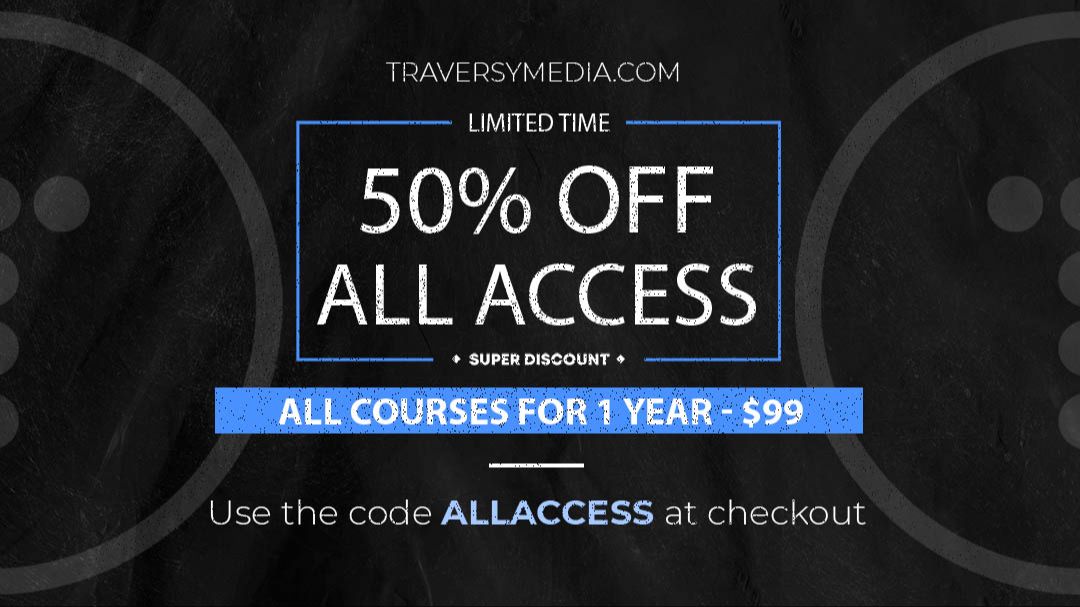 TRAVERSYMEDIA.COM
LIMITED TIME
50% OFF
ALL ACCESS
SUPER DISCOUNT
ALL COURSES FOR 1 YEAR - $99
Use the code ALLACCESS at checkout